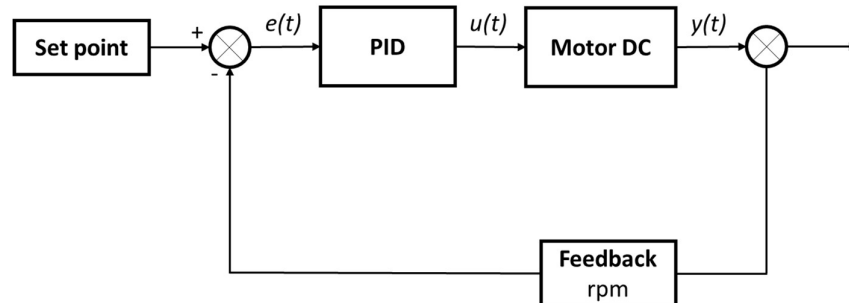 Set point
+
-
e(t)
PID
u(t)
Motor DC
y(t)
Feedback
rpm